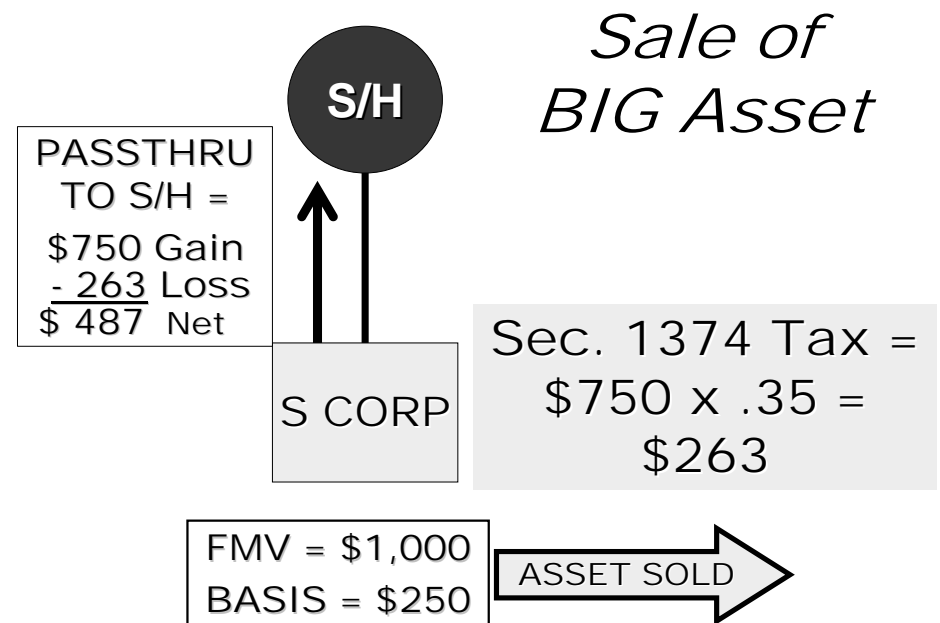 Sale of
BIG Asset
S/H
PASSTHRU
TO S/H =
$750 Gain
- 263 Loss
$ 487 Net
S CORP
Sec. 1374 Tax =
$750 x .35 =
$263
FMV = $1,000
BASIS = $250
ASSET SOLD